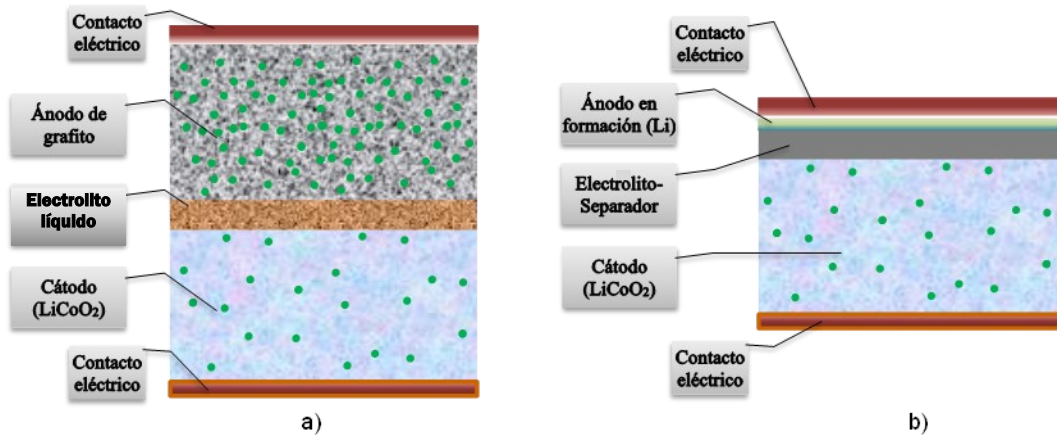 Contacto
eléctrico
Ánodo de
grafito
Electrolito
líquido
Cátodo
(LiCoO₂)
Contacto
eléctrico
a)
Contacto
eléctrico
Ánodo en
formación (Li)
Electrolito-
Separador
Cátodo
(LiCoO₂)
Contacto
eléctrico
b)